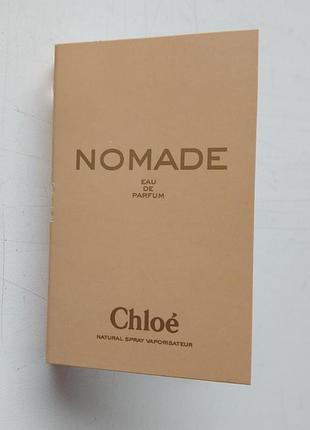 NOMADE
EAU
DE
PARFUM
Chloé
NATURAL SPRAY VAPORISATEUR